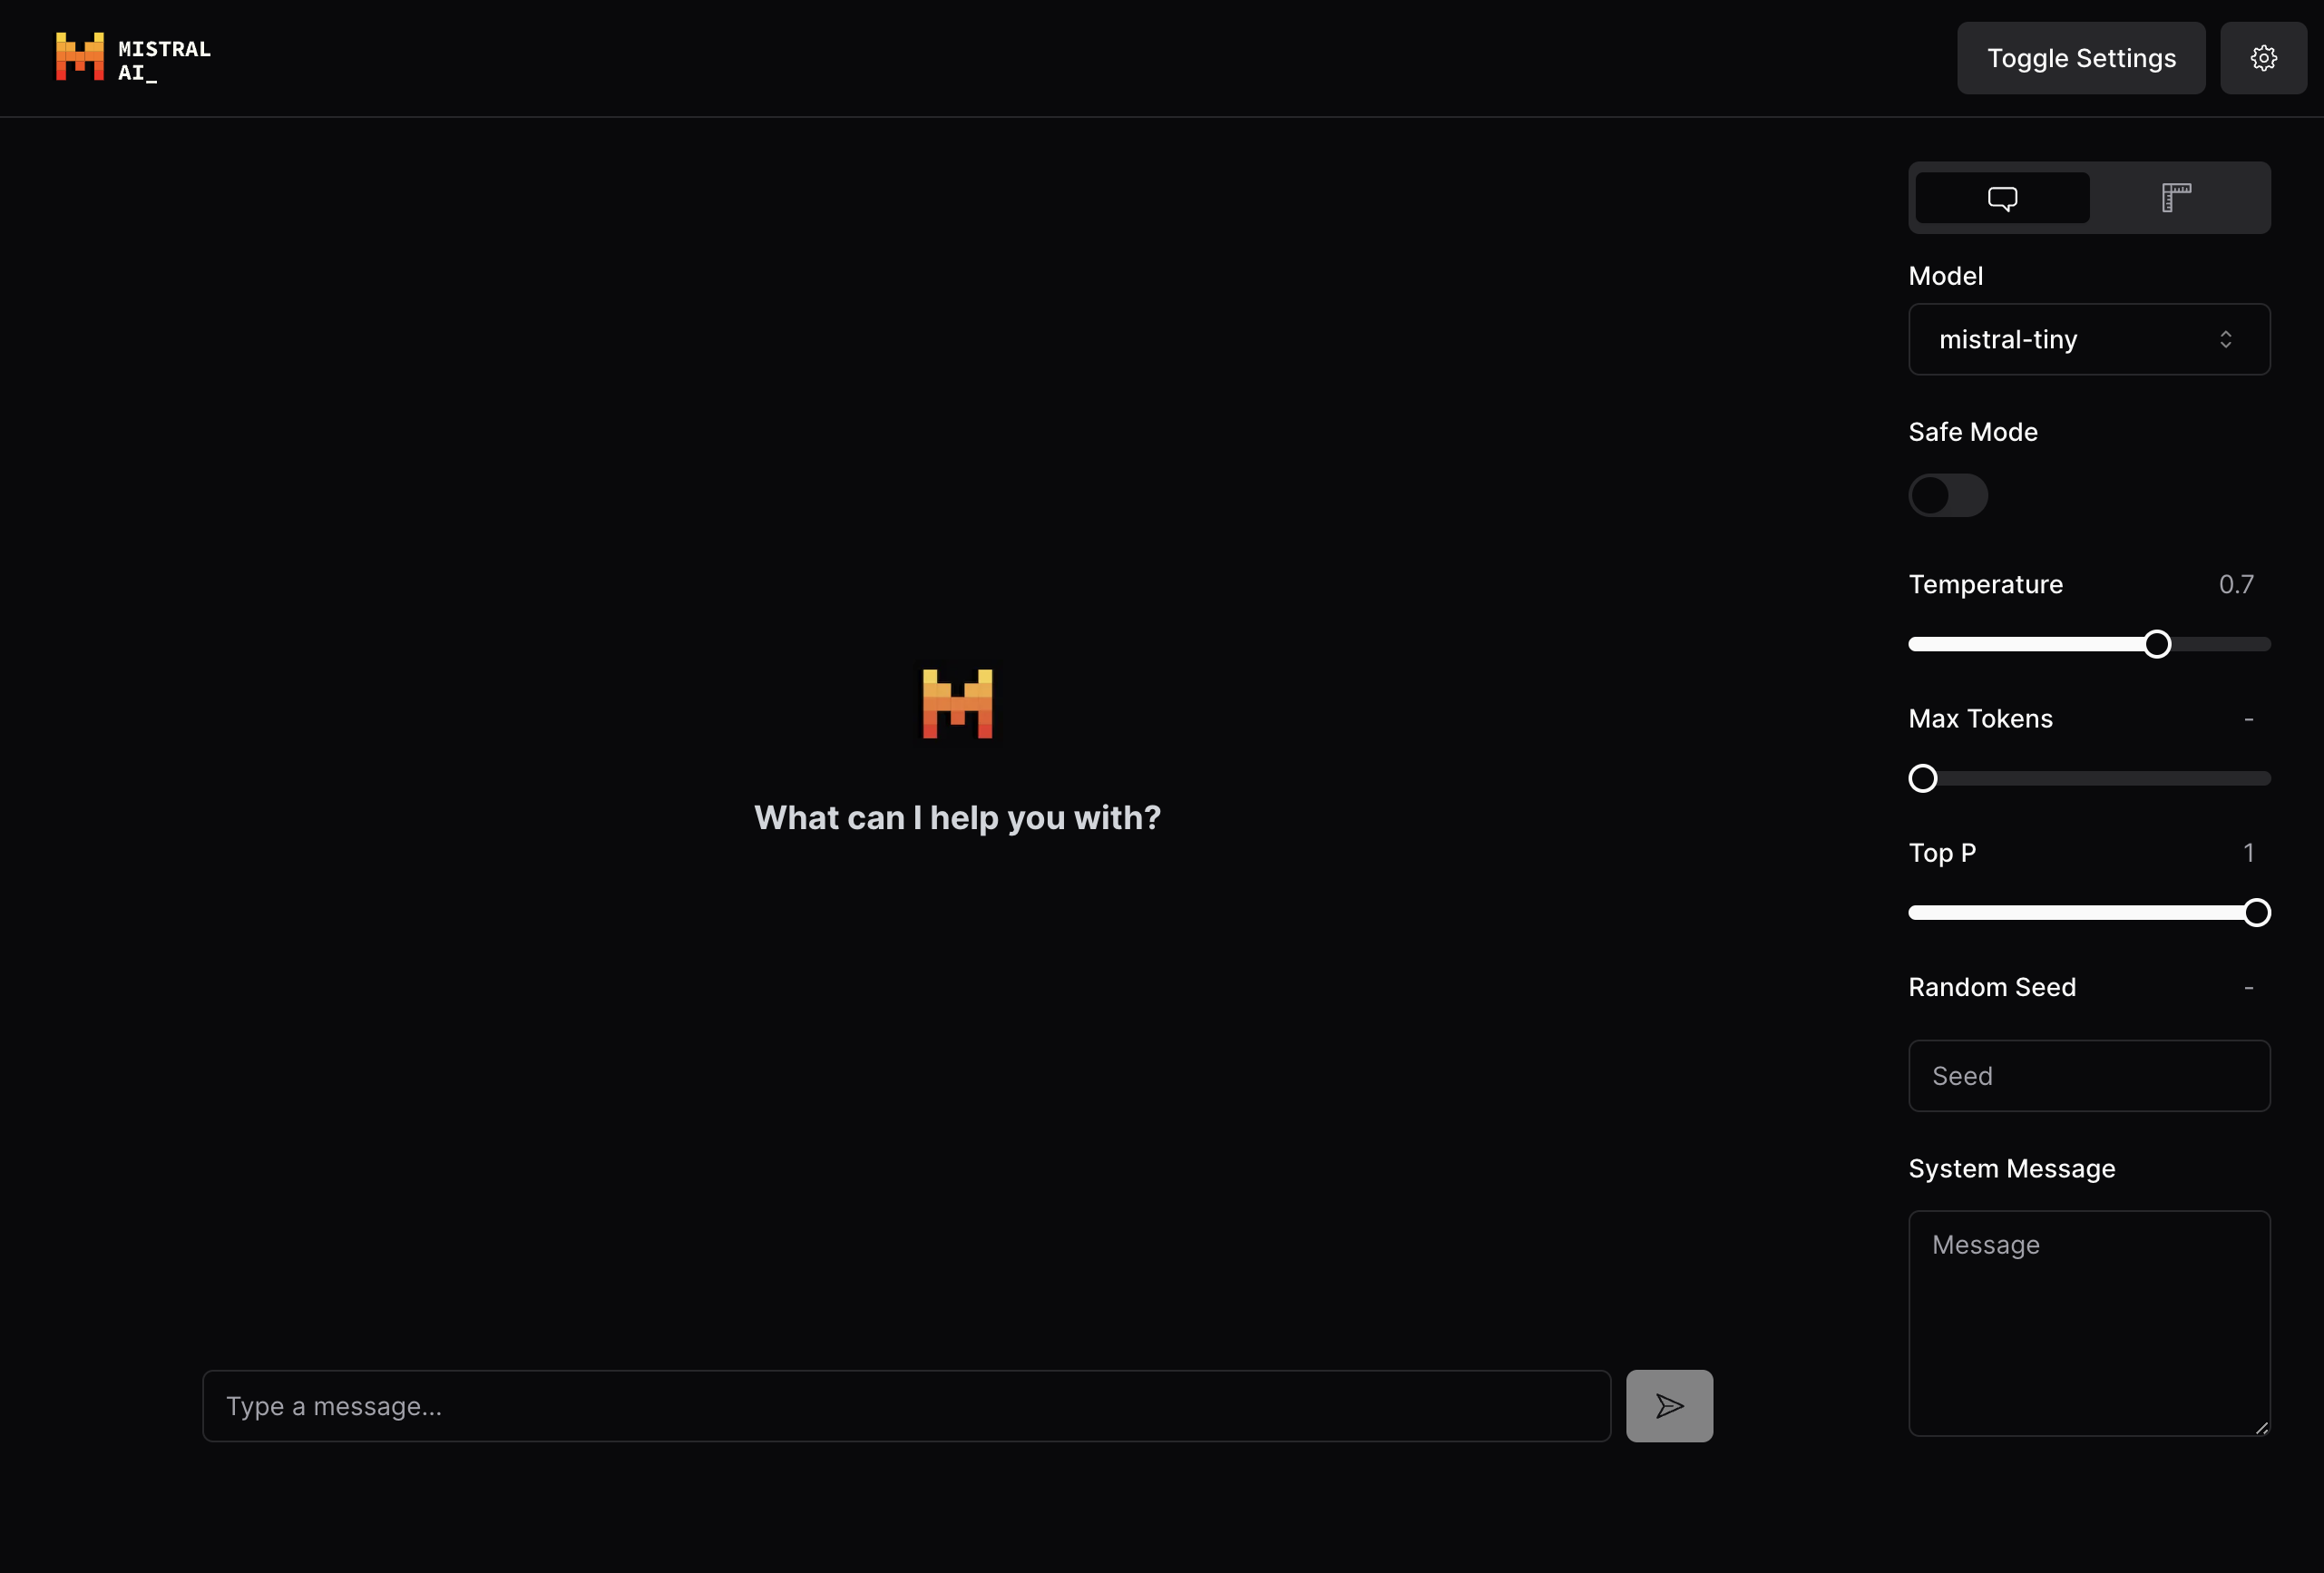 MISTRAL
AI_
Toggle Settings
Model
mistral-tiny
Safe Mode
Temperature 0.7
Max Tokens -
Top P 1
Random Seed -
Seed
System Message
Message
What can I help you with?
Type a message...